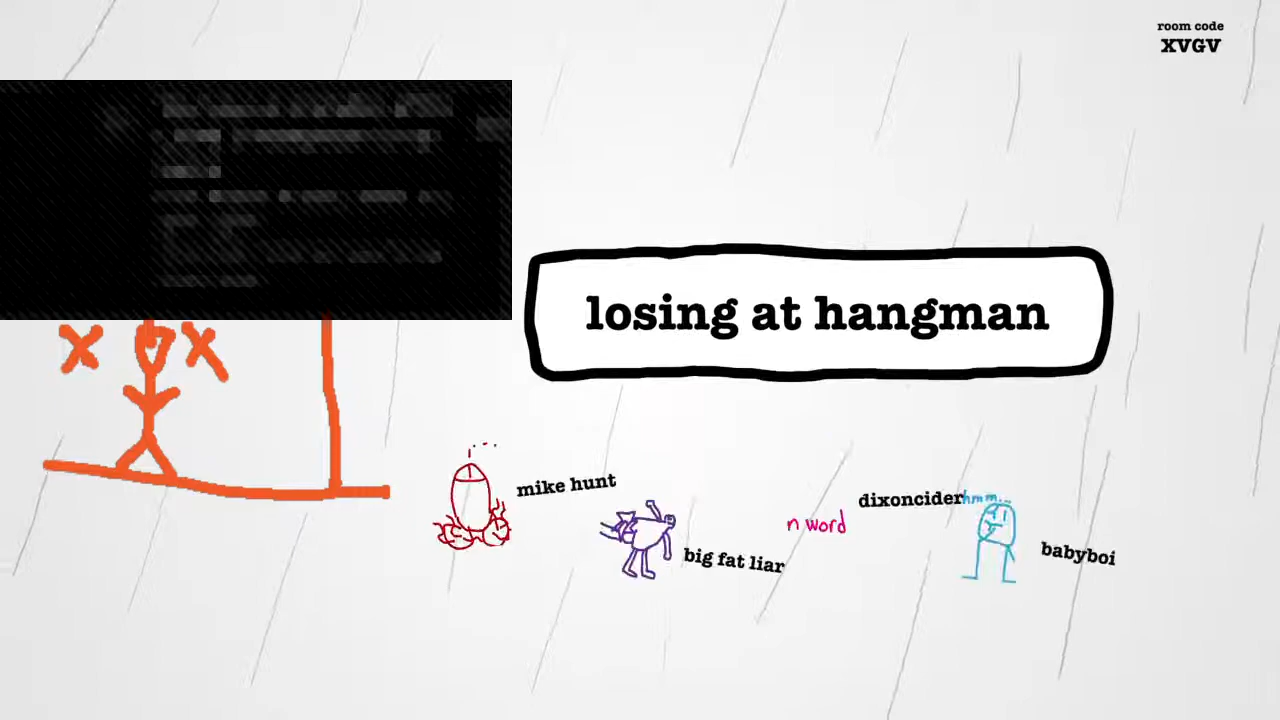 room code
XVGV
losing at hangman
mike hunt
big fat liar
n word
dixoncider
hmm...
babyboi